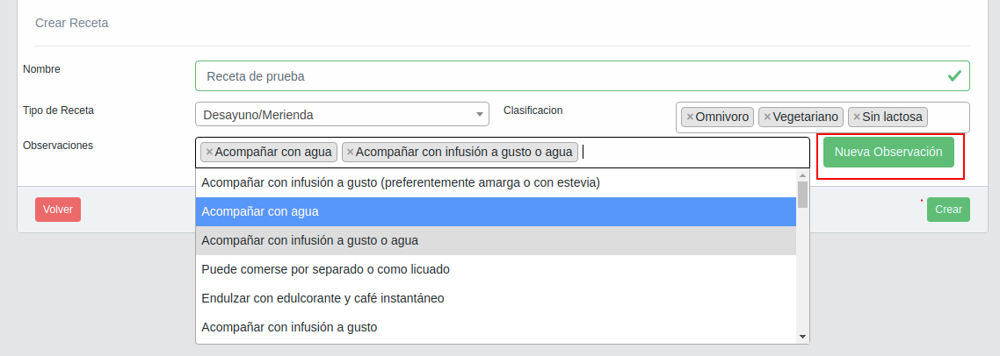 Crear Receta
Nombre
Receta de prueba
Tipo de Receta
Desayuno/Merienda
Clasificacion
×Omnivoro ×Vegetariano ×Sin lactosa
Observaciones
×Acompañar con agua ×Acompañar con infusión a gusto o agua
Nueva Observación
Acompañar con infusión a gusto (preferentemente amarga o con estevia)
Acompañar con agua
Acompañar con infusión a gusto o agua
Puede comerse por separado o como licuado
Endulzar con edulcorante y café instantáneo
Acompañar con infusión a gusto
Volver
Crear